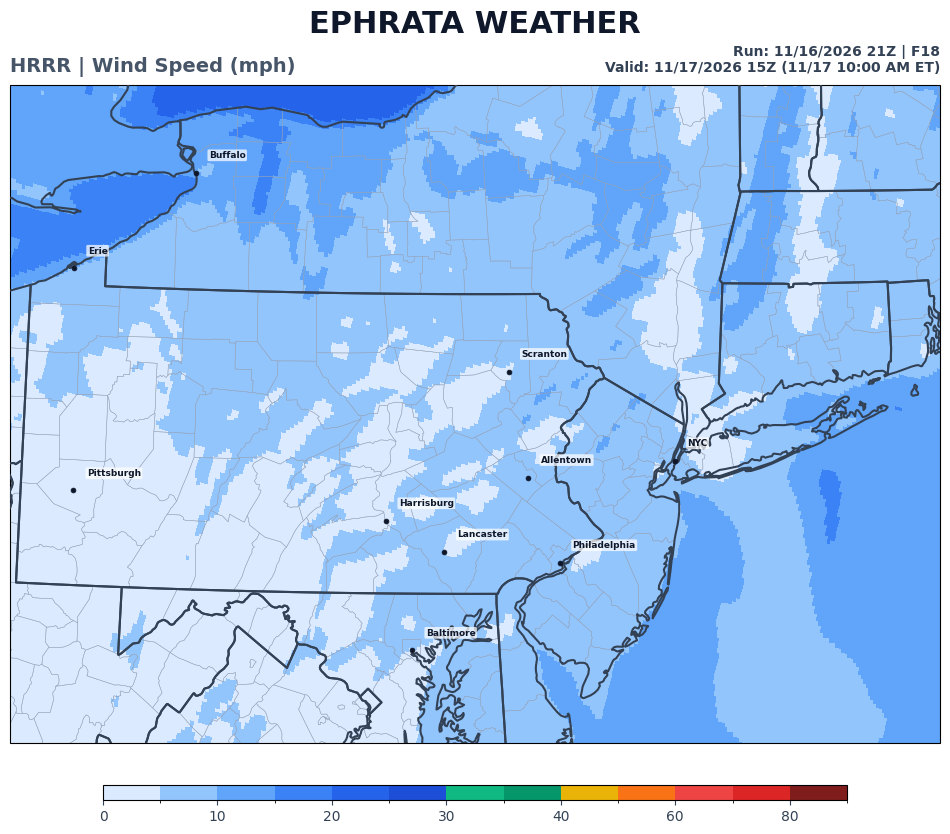 EPHRATA WEATHER
Run: 11/16/2026 21Z | F18
HRRR | Wind Speed (mph)
Valid: 11/17/2026 15Z (11/17 10:00 AM ET)
Buffalo
Erie
Scranton
NYC
Allentown
Pittsburgh
Harrisburg
Lancaster
Philadelphia
Baltimore
0 10 20 30 40 60 80